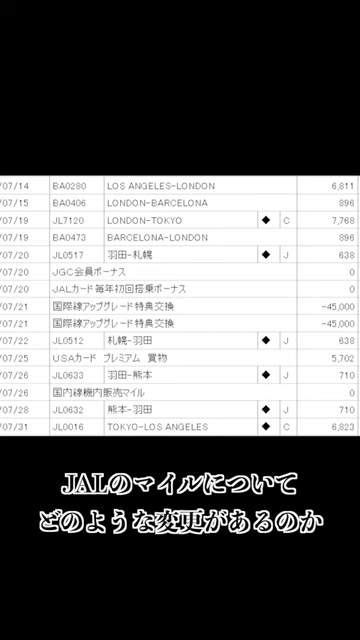 /07/14 BA0280 LOS ANGELES-LONDON 6,811
/07/15 BA0406 LONDON-BARCELONA 896
/07/19 JL7120 LONDON-TOKYO ◆ C 7,768
/07/19 BA0473 BARCELONA-LONDON 896
/07/20 JL0517 羽田-札幌 ◆ J 638
/07/20 JGC会員ボーナス 0
/07/20 JALカード毎年初回搭乗ボーナス 0
/07/21 国際線アップグレード特典交換 -45,000
/07/21 国際線アップグレード特典交換 -45,000
/07/22 JL0512 札幌-羽田 ◆ J 638
/07/25 USAカード プレミアム 買物 5,702
/07/26 JL0633 羽田-熊本 ◆ J 710
/07/26 国内線機内販売マイル 0
/07/28 JL0632 熊本-羽田 ◆ J 710
/07/31 JL0016 TOKYO-LOS ANGELES ◆ C 6,823
JALのマイルについて
どのような変更があるのか